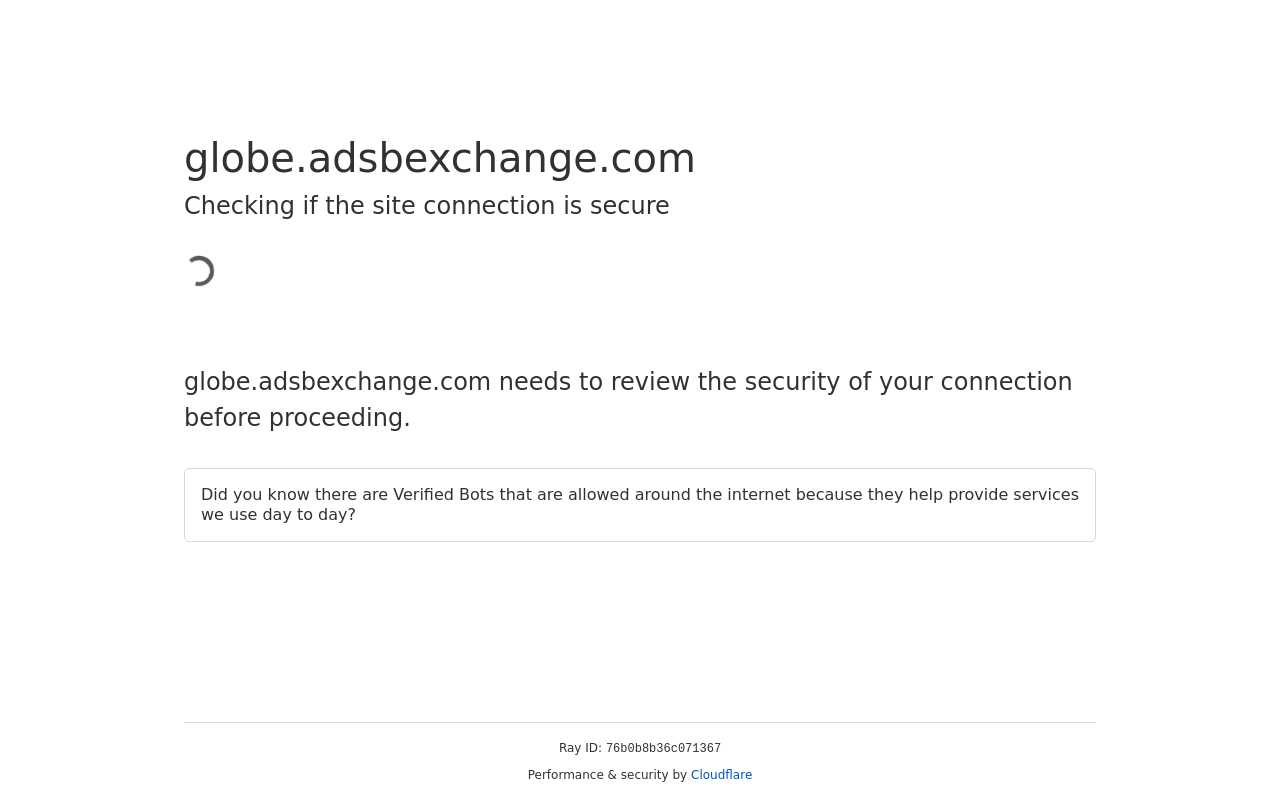 globe.adsbexchange.com
Checking if the site connection is secure
globe.adsbexchange.com needs to review the security of your connection
before proceeding.
Did you know there are Verified Bots that are allowed around the internet because they help provide services
we use day to day?
Ray ID: 76b0b8b36c071367
Performance & security by Cloudflare